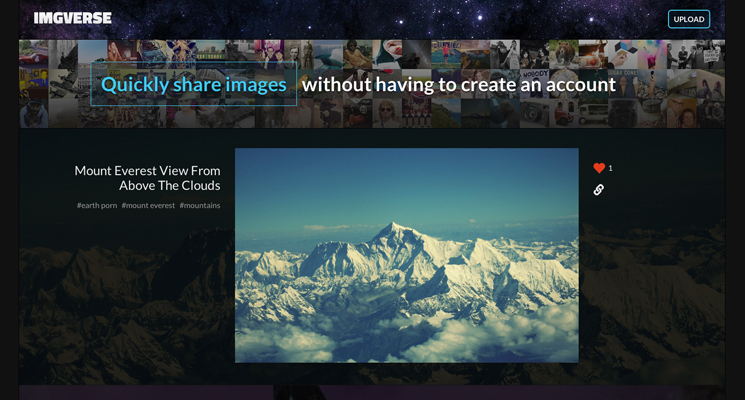 IMGVERSE
UPLOAD
Quickly share images without having to create an account
Mount Everest View From
Above The Clouds
#earth porn #mount everest #mountains
1
NOBODY